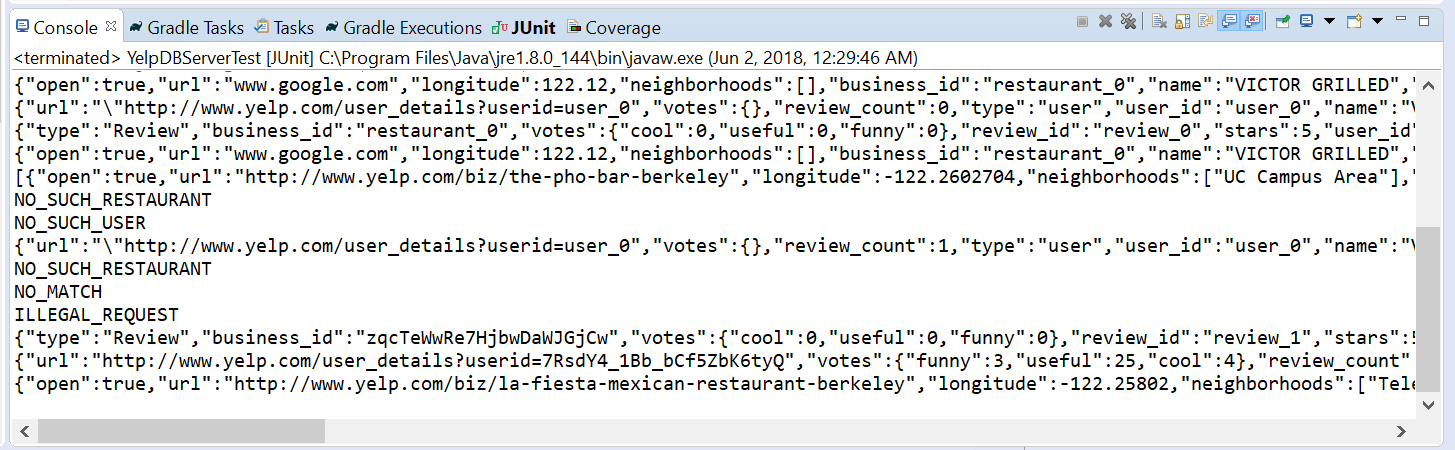 Console Gradle Tasks Tasks Gradle Executions JUnit Coverage
<terminated> YelpDBServerTest [JUnit] C:\Program Files\Java\jre1.8.0_144\bin\javaw.exe (Jun 2, 2018, 12:29:46 AM)
{"open":true,"url":"www.google.com","longitude":122.12,"neighborhoods":[],"business_id":"restaurant_0","name":"VICTOR GRILLED","
{"url":"\"http://www.yelp.com/user_details?userid=user_0","votes":{},"review_count":0,"type":"user","user_id":"user_0","name":"V
{"type":"Review","business_id":"restaurant_0","votes":{"cool":0,"useful":0,"funny":0},"review_id":"review_0","stars":5,"user_id"
{"open":true,"url":"www.google.com","longitude":122.12,"neighborhoods":[],"business_id":"restaurant_0","name":"VICTOR GRILLED","
[{"open":true,"url":"http://www.yelp.com/biz/the-pho-bar-berkeley","longitude":-122.2602704,"neighborhoods":["UC Campus Area"],"
NO_SUCH_RESTAURANT
NO_SUCH_USER
{"url":"\"http://www.yelp.com/user_details?userid=user_0","votes":{},"review_count":1,"type":"user","user_id":"user_0","name":"V
NO_SUCH_RESTAURANT
NO_MATCH
ILLEGAL_REQUEST
{"type":"Review","business_id":"zqcTeWwRe7HjbwDaWJGjCw","votes":{"cool":0,"useful":0,"funny":0},"review_id":"review_1","stars":5
{"url":"http://www.yelp.com/user_details?userid=7RsdY4_1Bb_bCf5ZbK6tyQ","votes":{"funny":3,"useful":25,"cool":4},"review_count"
{"open":true,"url":"http://www.yelp.com/biz/la-fiesta-mexican-restaurant-berkeley","longitude":-122.25802,"neighborhoods":["Tele